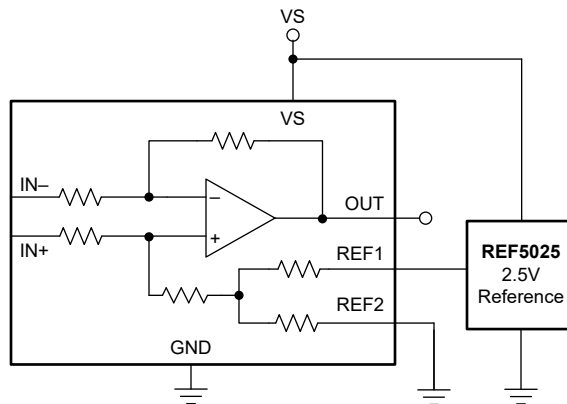 VS
VS
IN–
–
OUT
IN+
+
REF1
REF5025
2.5V
Reference
REF2
GND